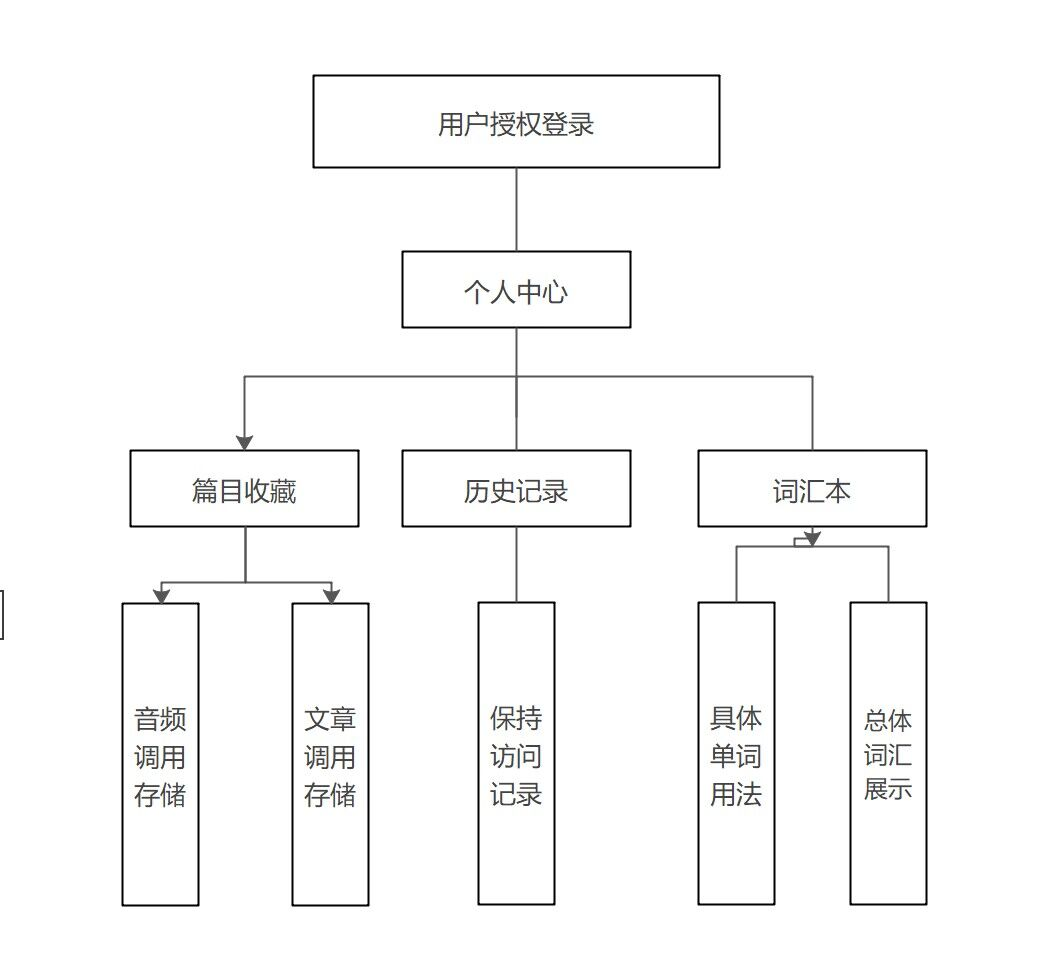 用户授权登录
个人中心
篇目收藏
历史记录
词汇本
音频
调用
存储
文章
调用
存储
保持
访问
记录
具体
单词
用法
总体
词汇
展示